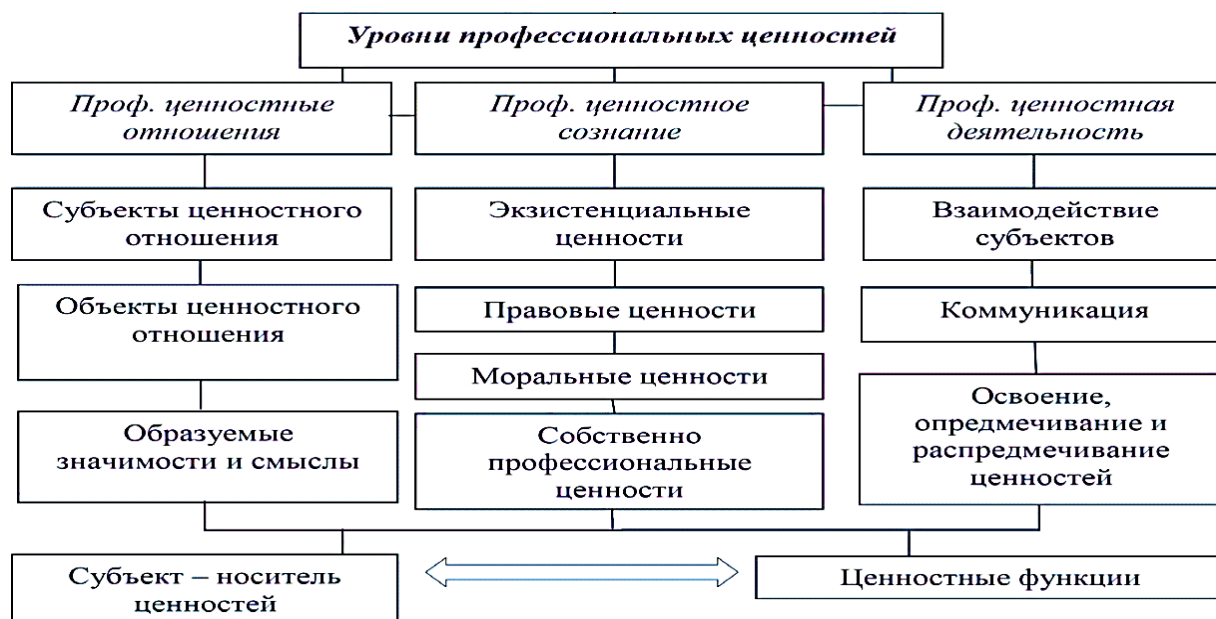 Уровни профессиональных ценностей
Проф. ценностные
отношения
Проф. ценностное
сознание
Проф. ценностная
деятельность
Субъекты ценностного
отношения
Экзистенциальные
ценности
Взаимодействие
субъектов
Объекты ценностного
отношения
Правовые ценности
Коммуникация
Моральные ценности
Образуемые
значимости и смыслы
Собственно
профессиональные
ценности
Освоение,
опредмечивание и
распредмечивание
ценностей
Субъект – носитель
ценностей
Ценностные функции